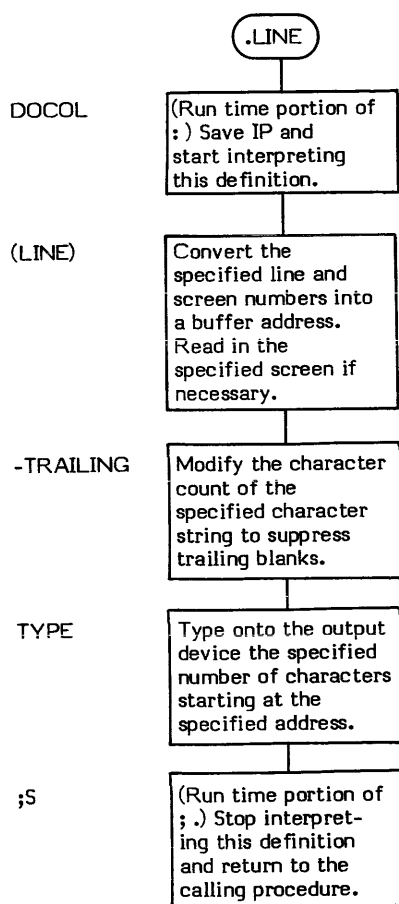 .LINE
DOCOL
(Run time portion of
: ) Save IP and
start interpreting
this definition.
(LINE)
Convert the
specified line and
screen numbers into
a buffer address.
Read in the
specified screen if
necessary.
-TRAILING
Modify the character
count of the
specified character
string to suppress
trailing blanks.
TYPE
Type onto the output
device the specified
number of characters
starting at the
specified address.
;S
(Run time portion of
; .) Stop interpret-
ing this definition
and return to the
calling procedure.